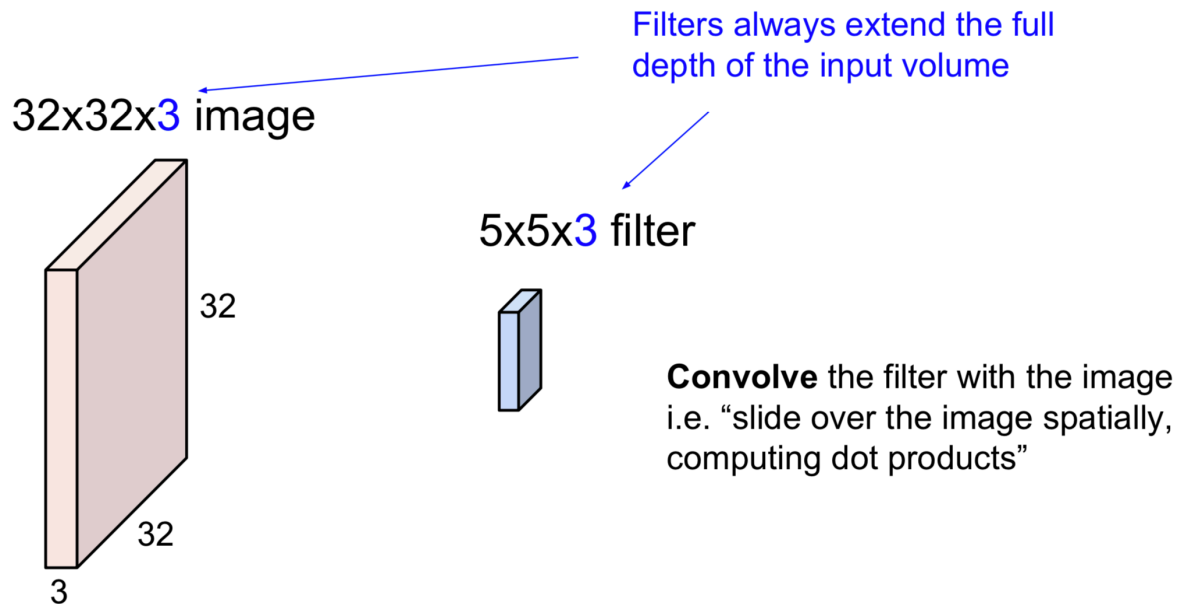 Filters always extend the full
depth of the input volume
32x32x3 image
5x5x3 filter
32
Convolve the filter with the image
i.e. “slide over the image spatially,
computing dot products”
32
3